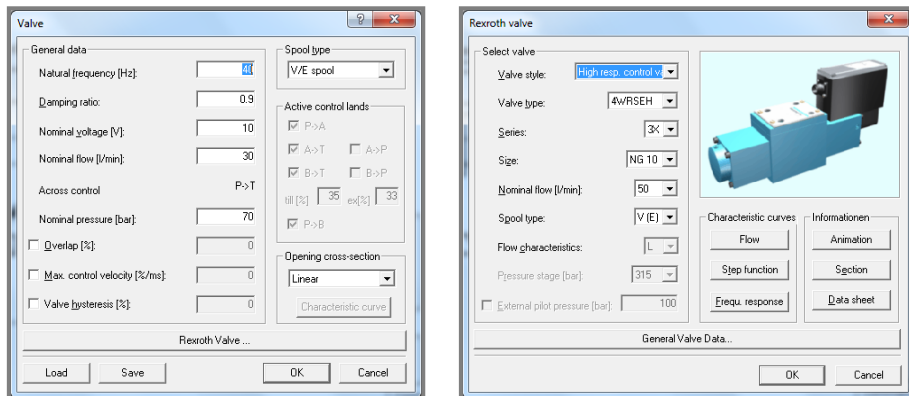 Valve
General data
Natural frequency [Hz]: 40
Damping ratio: 0.9
Nominal voltage [V]: 10
Nominal flow [l/min]: 30
Across control P->T
Nominal pressure [bar]: 70
Overlap [%]: 0
Max. control velocity [%/ms]: 0
Valve hysteresis [%]: 0
Spool type
V/E spool
Active control lands
P->A
A->T A->P
B->T B->P
till [%] 35 ex[%] 33
P->B
Opening cross-section
Linear
Characteristic curve
Rexroth Valve ...
Load Save OK Cancel
Rexroth valve
Select valve
Valve style: High resp. control v
Valve type: 4WRSEH
Series: 3X
Size: NG 10
Nominal flow [l/min]: 50
Spool type: V (E)
Flow characteristics: L
Pressure stage [bar]: 315
External pilot pressure [bar]: 100
Characteristic curves
Flow
Step function
Frequ. response
Informationen
Animation
Section
Data sheet
General Valve Data...
OK Cancel